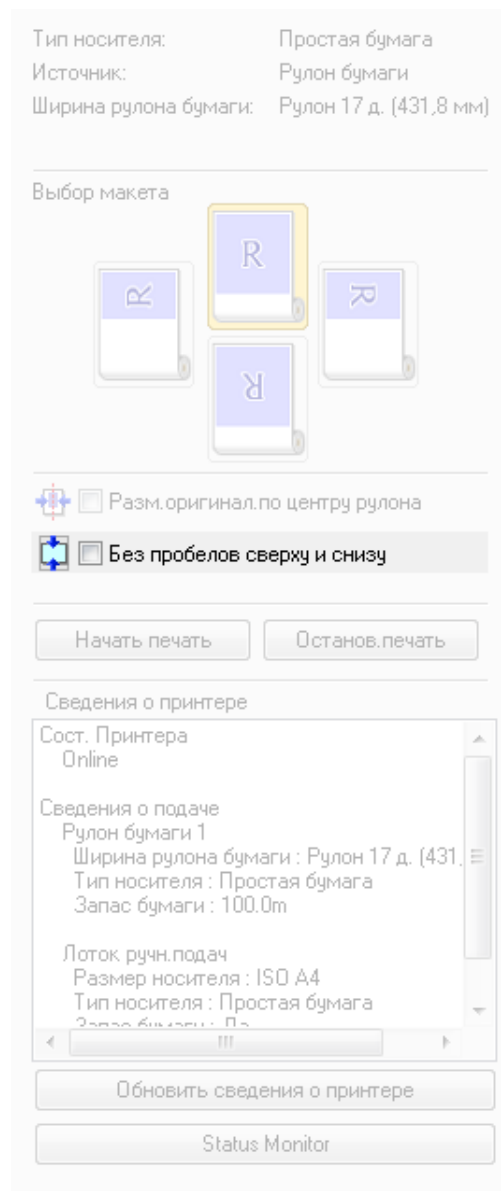 Тип носителя: Простая бумага
Источник: Рулон бумаги
Ширина рулона бумаги: Рулон 17 д. (431,8 мм)
Выбор макета
R
R
R
R
Разм.оригинал.по центру рулона
Без пробелов сверху и снизу
Начать печать Останов.печать
Сведения о принтере
Сост. Принтера
Online
Сведения о подаче
Рулон бумаги 1
Ширина рулона бумаги : Рулон 17 д. (431,
Тип носителя : Простая бумага
Запас бумаги : 100.0m
Лоток ручн.подач
Размер носителя : ISO A4
Тип носителя : Простая бумага
Запас бумаги : Да
Обновить сведения о принтере
Status Monitor